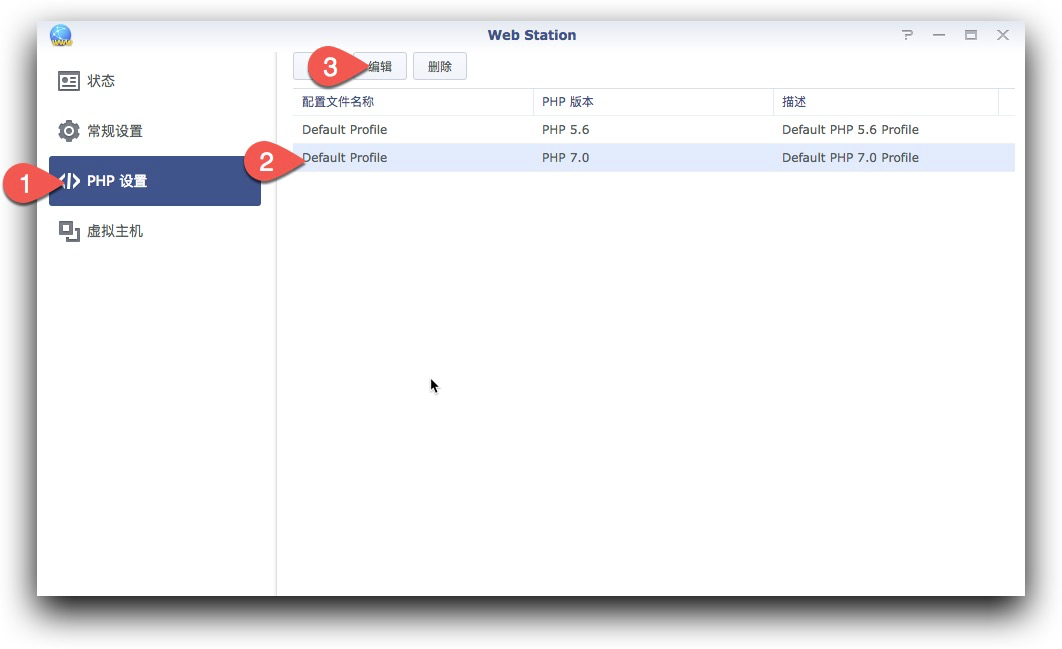 Web Station
状态
常规设置
PHP 设置
虚拟主机
1
2
3
编辑
删除
配置文件名称 PHP 版本 描述
Default Profile PHP 5.6 Default PHP 5.6 Profile
Default Profile PHP 7.0 Default PHP 7.0 Profile